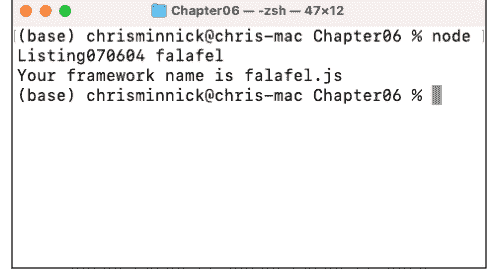 Chapter06 — -zsh — 47×12
(base) chrisminnick@chris-mac Chapter06 % node
Listing070604 falafel
Your framework name is falafel.js
(base) chrisminnick@chris-mac Chapter06 %